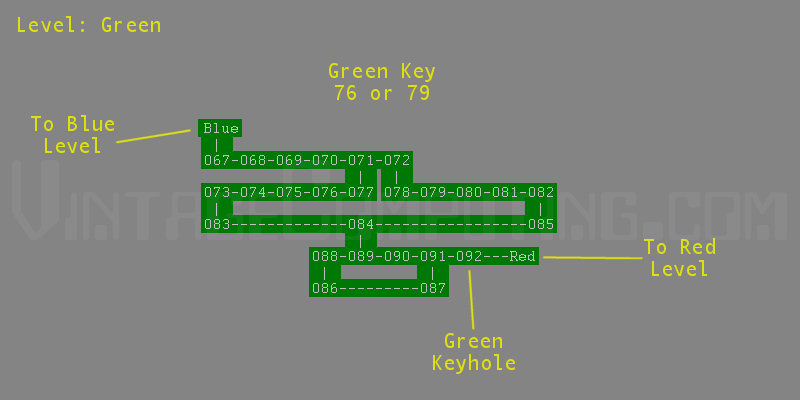 Level: Green
Green Key
76 or 79
To Blue
Level
Blue
|
067-068-069-070-071-072
| |
073-074-075-076-077 078-079-080-081-082
| |
083-------------084----------------085
|
088-089-090-091-092---Red
| |
086---------087
To Red
Level
Green
Keyhole
VintageComputing.com